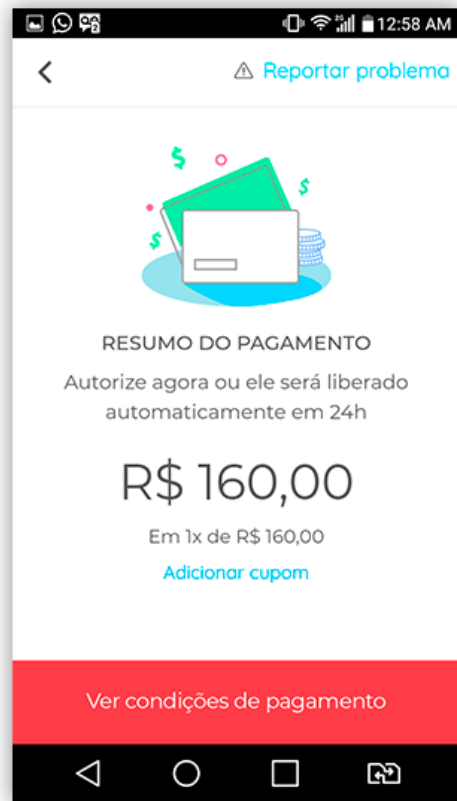 12:58 AM
Reportar problema
RESUMO DO PAGAMENTO
Autorize agora ou ele será liberado
automaticamente em 24h
R$ 160,00
Em 1x de R$ 160,00
Adicionar cupom
Ver condições de pagamento